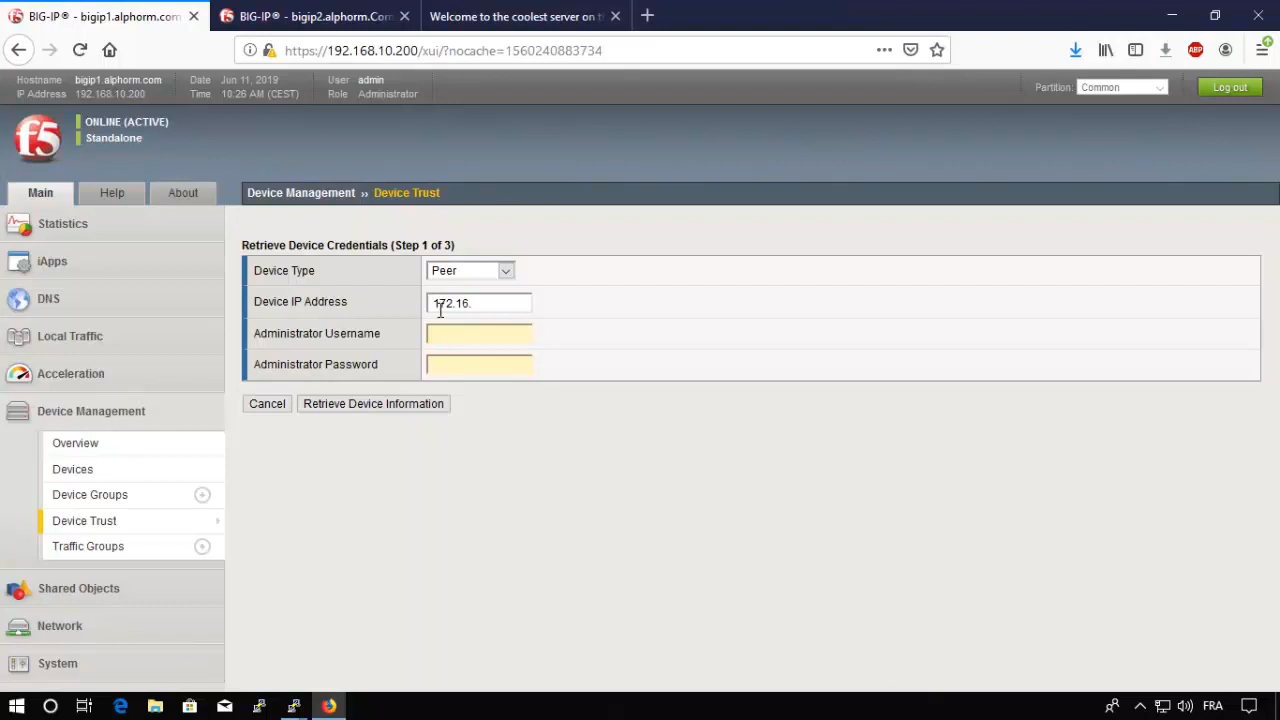 BIG-IP® - bigip1.alphorm.com
BIG-IP® - bigip2.alphorm.Com
Welcome to the coolest server on t
https://192.168.10.200/xui/?nocache=1560240883734
ABP
Hostname bigip1.alphorm.com Date Jun 11, 2019 User admin
IP Address 192.168.10.200 Time 10:26 AM (CEST) Role Administrator
Partition: Common Log out
f5
ONLINE (ACTIVE)
Standalone
Main Help About
Device Management ›› Device Trust
Statistics
iApps
DNS
Local Traffic
Acceleration
Device Management
Overview
Devices
Device Groups
Device Trust
Traffic Groups
Shared Objects
Network
System
Retrieve Device Credentials (Step 1 of 3)
Device Type Peer
Device IP Address 172.16.
Administrator Username
Administrator Password
Cancel Retrieve Device Information
FRA